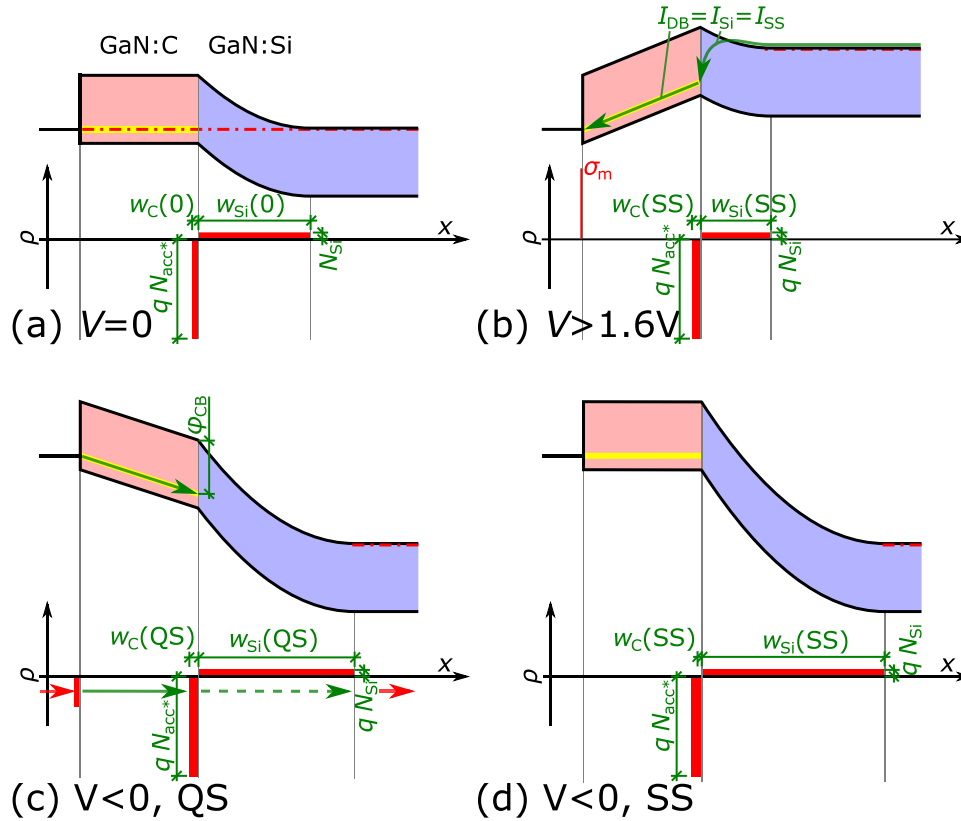 GaN:C GaN:Si
w_C(0) w_Si(0)
x
ρ
q N_acc*
N_Si
(a) V=0
I_DB=I_Si=I_SS
σ_m
w_C(SS) w_Si(SS)
x
ρ
q N_acc*
q N_Si
(b) V>1.6V
φ_CB
w_C(QS) w_Si(QS)
x
ρ
q N_acc*
q N_Si
(c) V<0, QS
w_C(SS) w_Si(SS)
x
ρ
q N_acc*
q N_Si
(d) V<0, SS